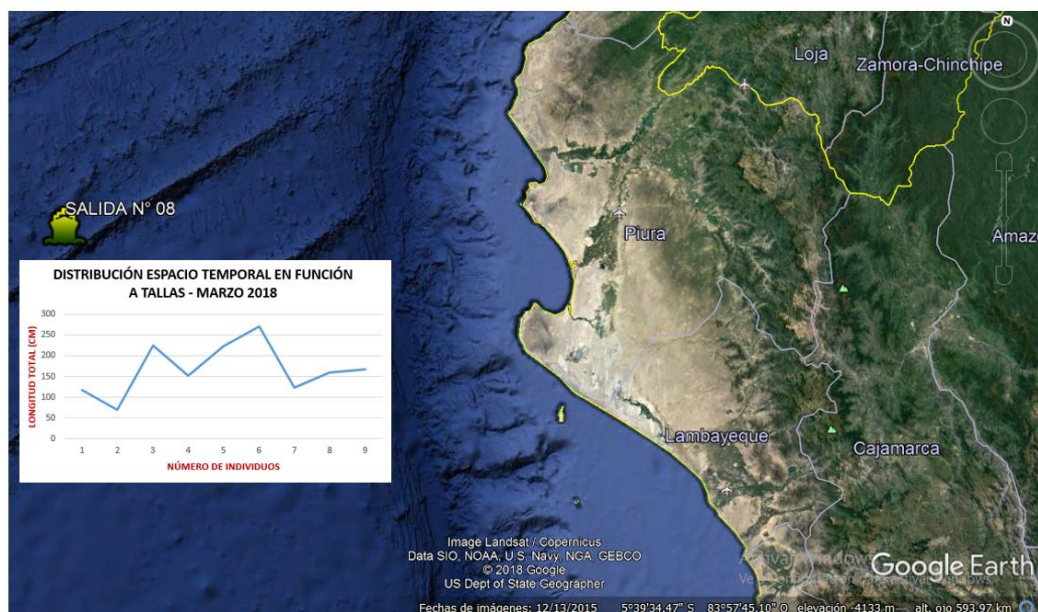 N
Loja
Zamora-Chinchipe
SALIDA N° 08
Piura
Amazo
DISTRIBUCIÓN ESPACIO TEMPORAL EN FUNCIÓN
A TALLAS - MARZO 2018
300
250
200
150
100
50
0
LONGITUD TOTAL (CM)
1 2 3 4 5 6 7 8 9
NÚMERO DE INDIVIDUOS
Lambayeque
Cajamarca
Image Landsat / Copernicus
Data SIO, NOAA, U.S. Navy, NGA, GEBCO
© 2018 Google
US Dept of State Geographer
Google Earth
Fechas de imágenes: 12/13/2015 5°39'34.47" S 83°57'45.10" O elevación -4133 m alt. ojo 593.97 km